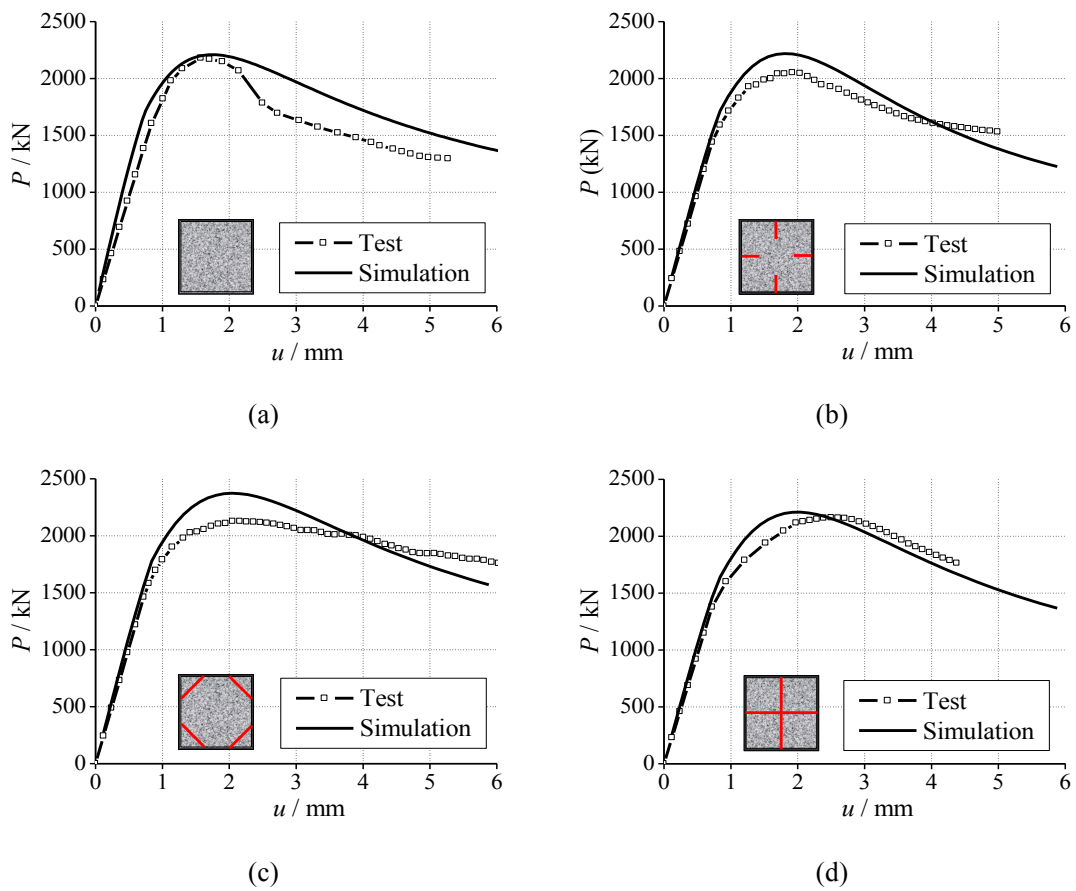 2500
2000
1500
1000
500
0
P / kN
Test
Simulation
0 1 2 3 4 5 6
u / mm
(a)
2500
2000
1500
1000
500
0
P (kN)
Test
Simulation
0 1 2 3 4 5 6
u / mm
(b)
2500
2000
1500
1000
500
0
P / kN
Test
Simulation
0 1 2 3 4 5 6
u / mm
(c)
2500
2000
1500
1000
500
0
P / kN
Test
Simulation
0 1 2 3 4 5 6
u / mm
(d)